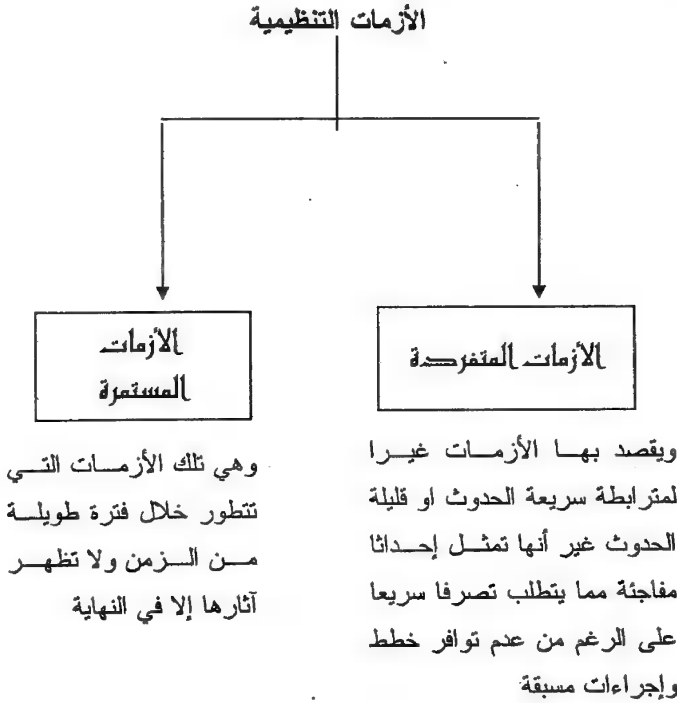 الأزمات التنظيمية
الأزمات المتفردة
ويقصد بها الأزمات غيرا
لمترابطة سريعة الحدوث او قليلة
الحدوث غير أنها تمثل إحداثا
مفاجئة مما يتطلب تصرفا سريعا
على الرغم من عدم توافر خطط
وإجراءات مسبقة
الأزمات
المستمرة
وهي تلك الأزمات التي
تتطور خلال فترة طويلة
من الزمن ولا تظهر
آثارها إلا في النهاية